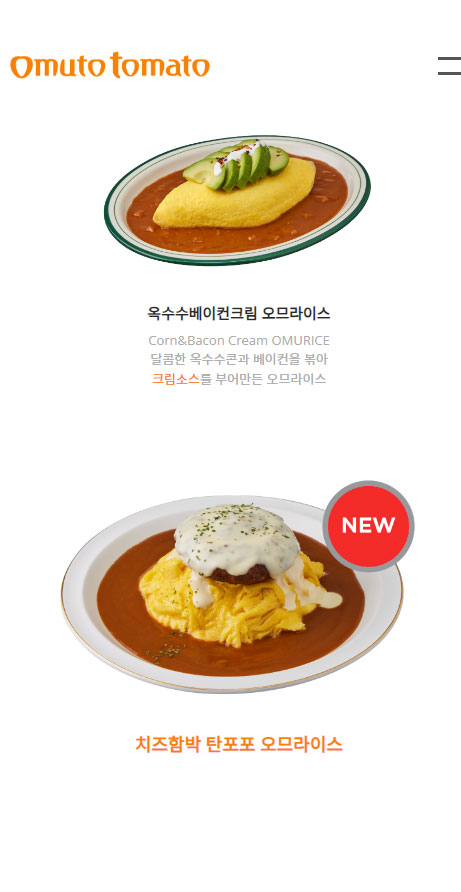 omuto tomato
옥수수베이컨크림 오므라이스
Corn&Bacon Cream OMURICE
달콤한 옥수수콘과 베이컨을 볶아
크림소스를 부어만든 오므라이스
NEW
치즈함박 탄포포 오므라이스